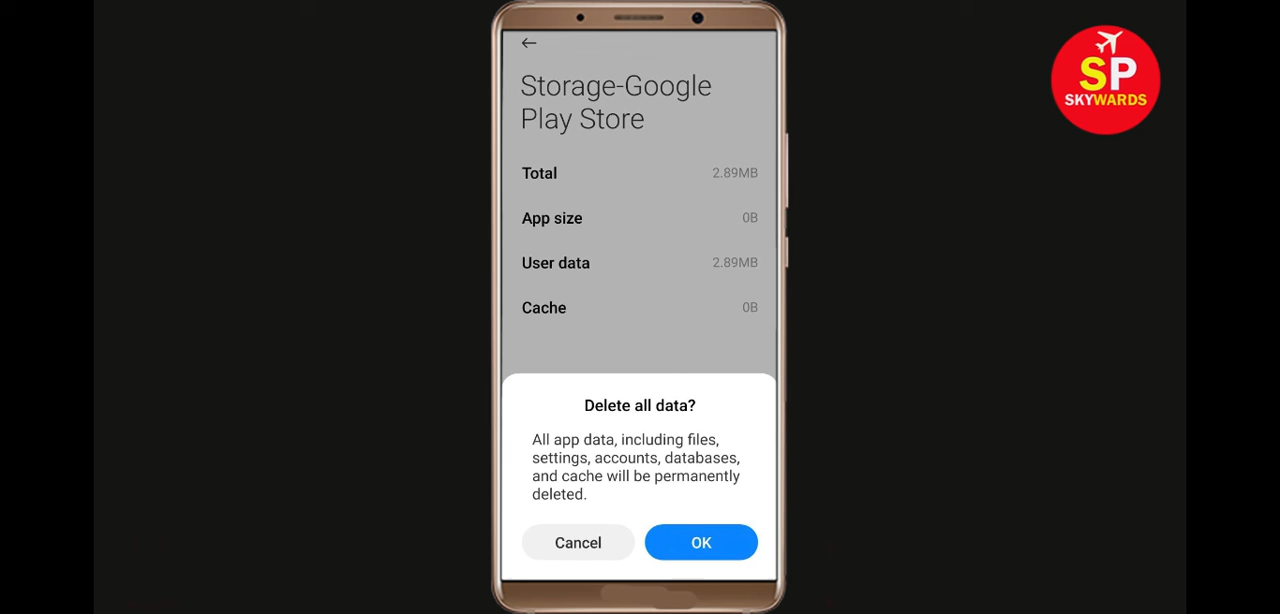 SP
SKYWARDS
Storage-Google
Play Store
Total 2.89MB
App size 0B
User data 2.89MB
Cache 0B
Delete all data?
All app data, including files,
settings, accounts, databases,
and cache will be permanently
deleted.
Cancel OK